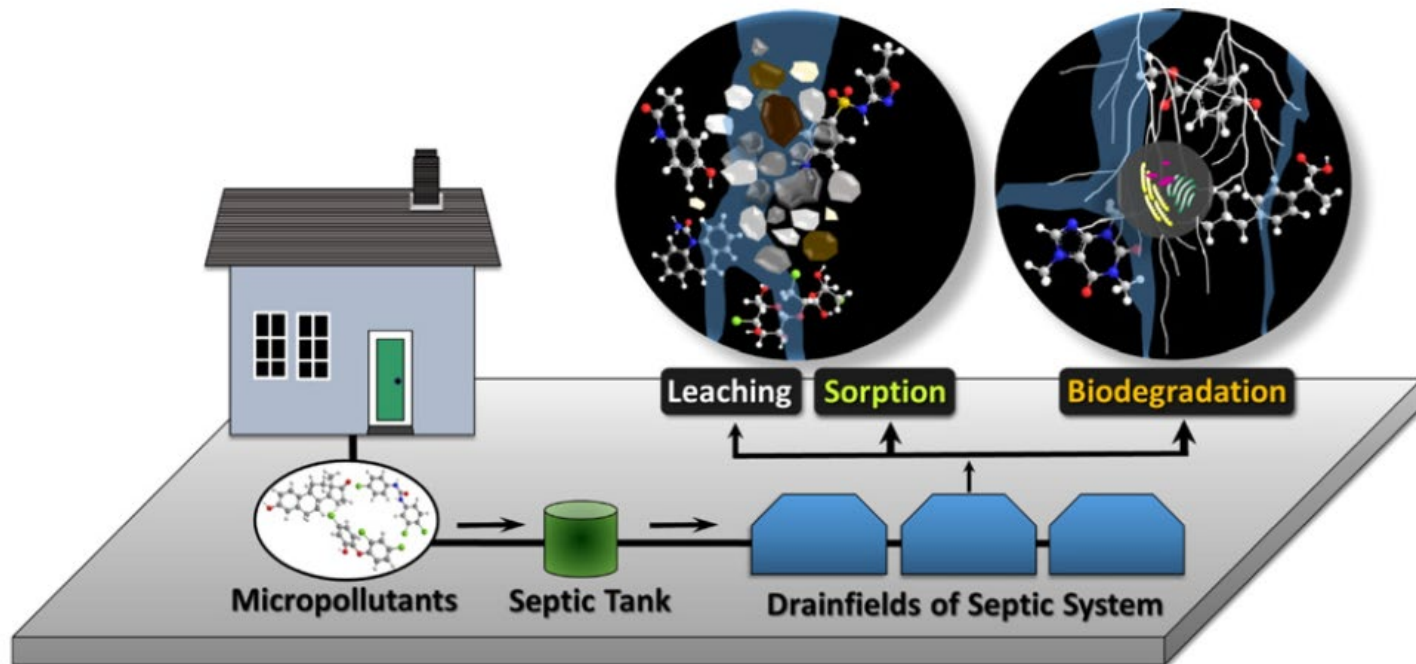 Leaching
Sorption
Biodegradation
Micropollutants
Septic Tank
Drainfields of Septic System